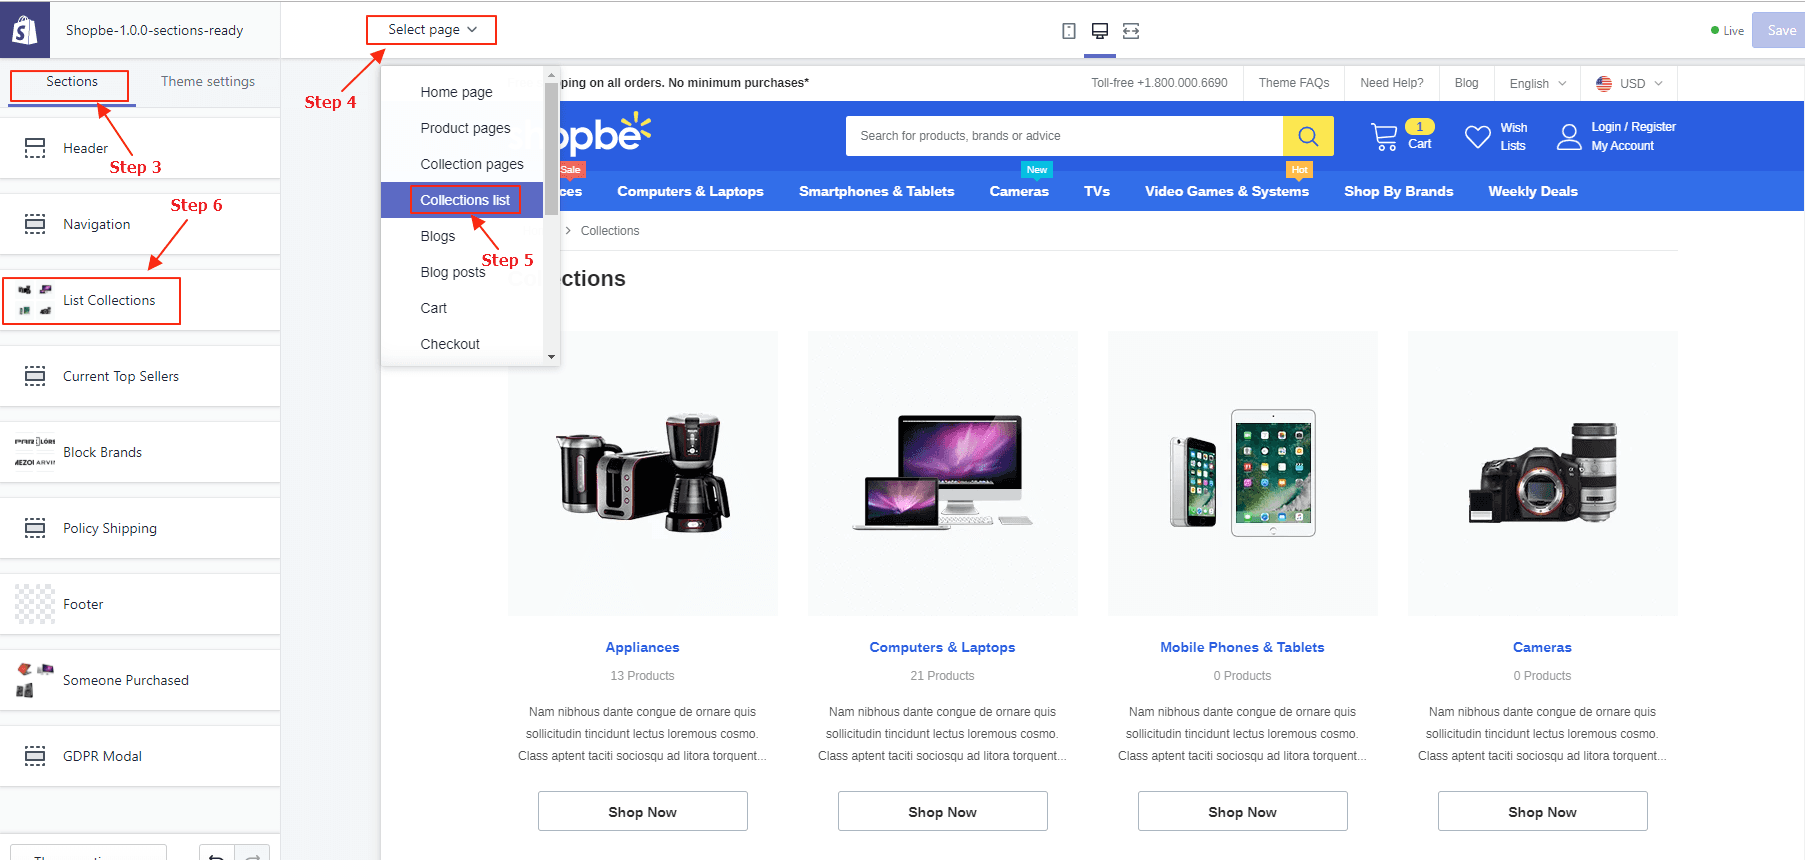 Shopbe-1.0.0-sections-ready
Select page
Live
Save
Sections
Theme settings
Step 3
Step 4
Step 5
Step 6
Header
Navigation
List Collections
Current Top Sellers
Block Brands
Policy Shipping
Footer
Someone Purchased
GDPR Modal
Home page
Product pages
Collection pages
Collections list
Blogs
Blog posts
Cart
Checkout
on all orders. No minimum purchases*
Toll-free +1.800.000.6690
Theme FAQs
Need Help?
Blog
English
USD
Search for products, brands or advice
1
Cart
Wish
Lists
Login / Register
My Account
Sale
New
Hot
Computers & Laptops
Smartphones & Tablets
Cameras
TVs
Video Games & Systems
Shop By Brands
Weekly Deals
Collections
Appliances
13 Products
Nam nibhous dante congue de ornare quis
sollicitudin tincidunt lectus loremous cosmo.
Class aptent taciti sociosqu ad litora torquent...
Shop Now
Computers & Laptops
21 Products
Nam nibhous dante congue de ornare quis
sollicitudin tincidunt lectus loremous cosmo.
Class aptent taciti sociosqu ad litora torquent...
Shop Now
Mobile Phones & Tablets
0 Products
Nam nibhous dante congue de ornare quis
sollicitudin tincidunt lectus loremous cosmo.
Class aptent taciti sociosqu ad litora torquent...
Shop Now
Cameras
0 Products
Nam nibhous dante congue de ornare quis
sollicitudin tincidunt lectus loremous cosmo.
Class aptent taciti sociosqu ad litora torquent...
Shop Now